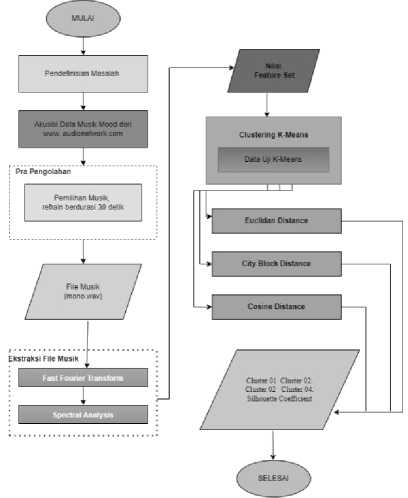 MULAI
Pendefinisian Masalah
Akuisi Data Musik Mood dari
www. audionetwork.com
Pra Pengolahan
Pemilihan Musik,
refrain berdurasi 30 detik
File Musik
(mono.wav)
Ekstraksi File Musik
Fast Fourier Transform
Spectral Analysis
Nilai
Feature Set
Clustering K-Means
Data Uji K-Means
Euclidan Distance
City Block Distance
Cosine Distance
Cluster 01 Cluster 02.
Cluster 02 Cluster 04.
Silhouette Coefficient
SELESAI